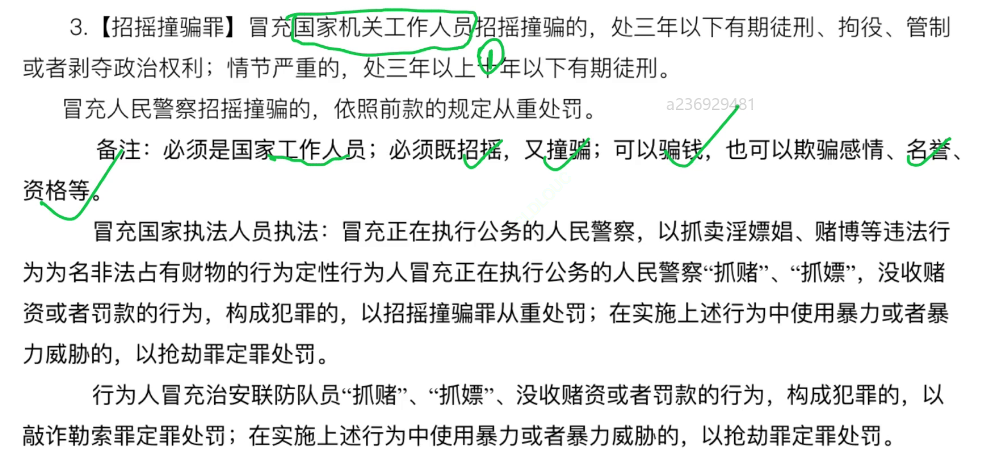 3.【招摇撞骗罪】冒充国家机关工作人员招摇撞骗的，处三年以下有期徒刑、拘役、管制
或者剥夺政治权利；情节严重的，处三年以上十年以下有期徒刑。
冒充人民警察招摇撞骗的，依照前款的规定从重处罚。
a236929481
备注：必须是国家工作人员；必须既招摇，又撞骗；可以骗钱，也可以欺骗感情、名誉、
资格等。
冒充国家执法人员执法：冒充正在执行公务的人民警察，以抓卖淫嫖娼、赌博等违法行
为为名非法占有财物的行为定性行为人冒充正在执行公务的人民警察“抓赌”、“抓嫖”，没收赌
资或者罚款的行为，构成犯罪的，以招摇撞骗罪从重处罚；在实施上述行为中使用暴力或者暴
力威胁的，以抢劫罪定罪处罚。
行为人冒充治安联防队员“抓赌”、“抓嫖”、没收赌资或者罚款的行为，构成犯罪的，以
敲诈勒索罪定罪处罚；在实施上述行为中使用暴力或者暴力威胁的，以抢劫罪定罪处罚。